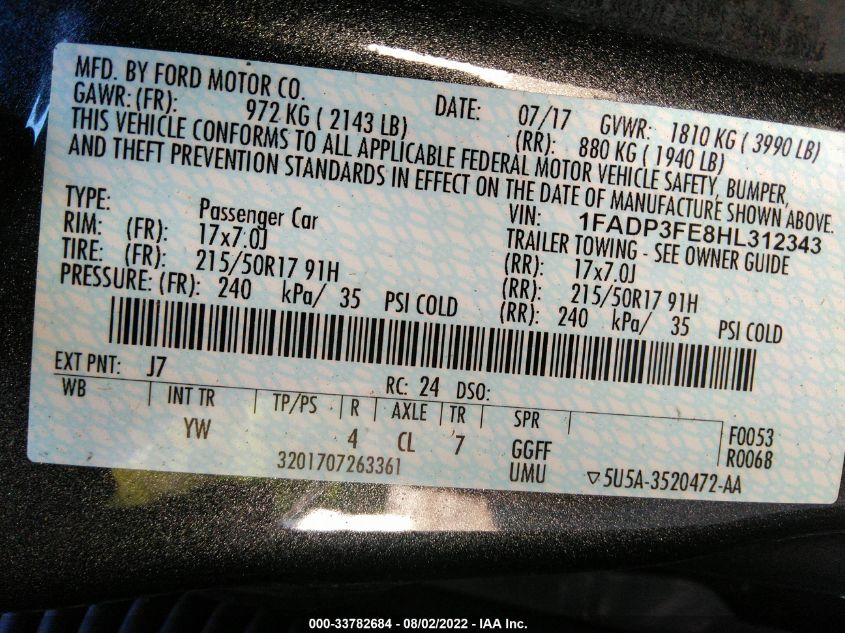 MFD. BY FORD MOTOR CO. DATE: 07/17 GVWR: 1810 KG ( 3990 LB)
GAWR: (FR): 972 KG ( 2143 LB) (RR): 880 KG ( 1940 LB)
THIS VEHICLE CONFORMS TO ALL APPLICABLE FEDERAL MOTOR VEHICLE SAFETY, BUMPER,
AND THEFT PREVENTION STANDARDS IN EFFECT ON THE DATE OF MANUFACTURE SHOWN ABOVE.
VIN: 1FADP3FE8HL312343
TYPE: Passenger Car TRAILER TOWING - SEE OWNER GUIDE
RIM: (FR): 17x7.0J (RR): 17x7.0J
TIRE: (FR): 215/50R17 91H (RR): 215/50R17 91H
PRESSURE: (FR): 240 kPa/ 35 PSI COLD (RR): 240 kPa/ 35 PSI COLD
EXT PNT: J7 RC: 24 DSO:
WB INT TR TP/PS R AXLE TR SPR F0053
YW 4 CL 7 GGFF R0068
3201707263361 UMU ▽5U5A-3520472-AA
000-33782684 - 08/02/2022 - IAA Inc.